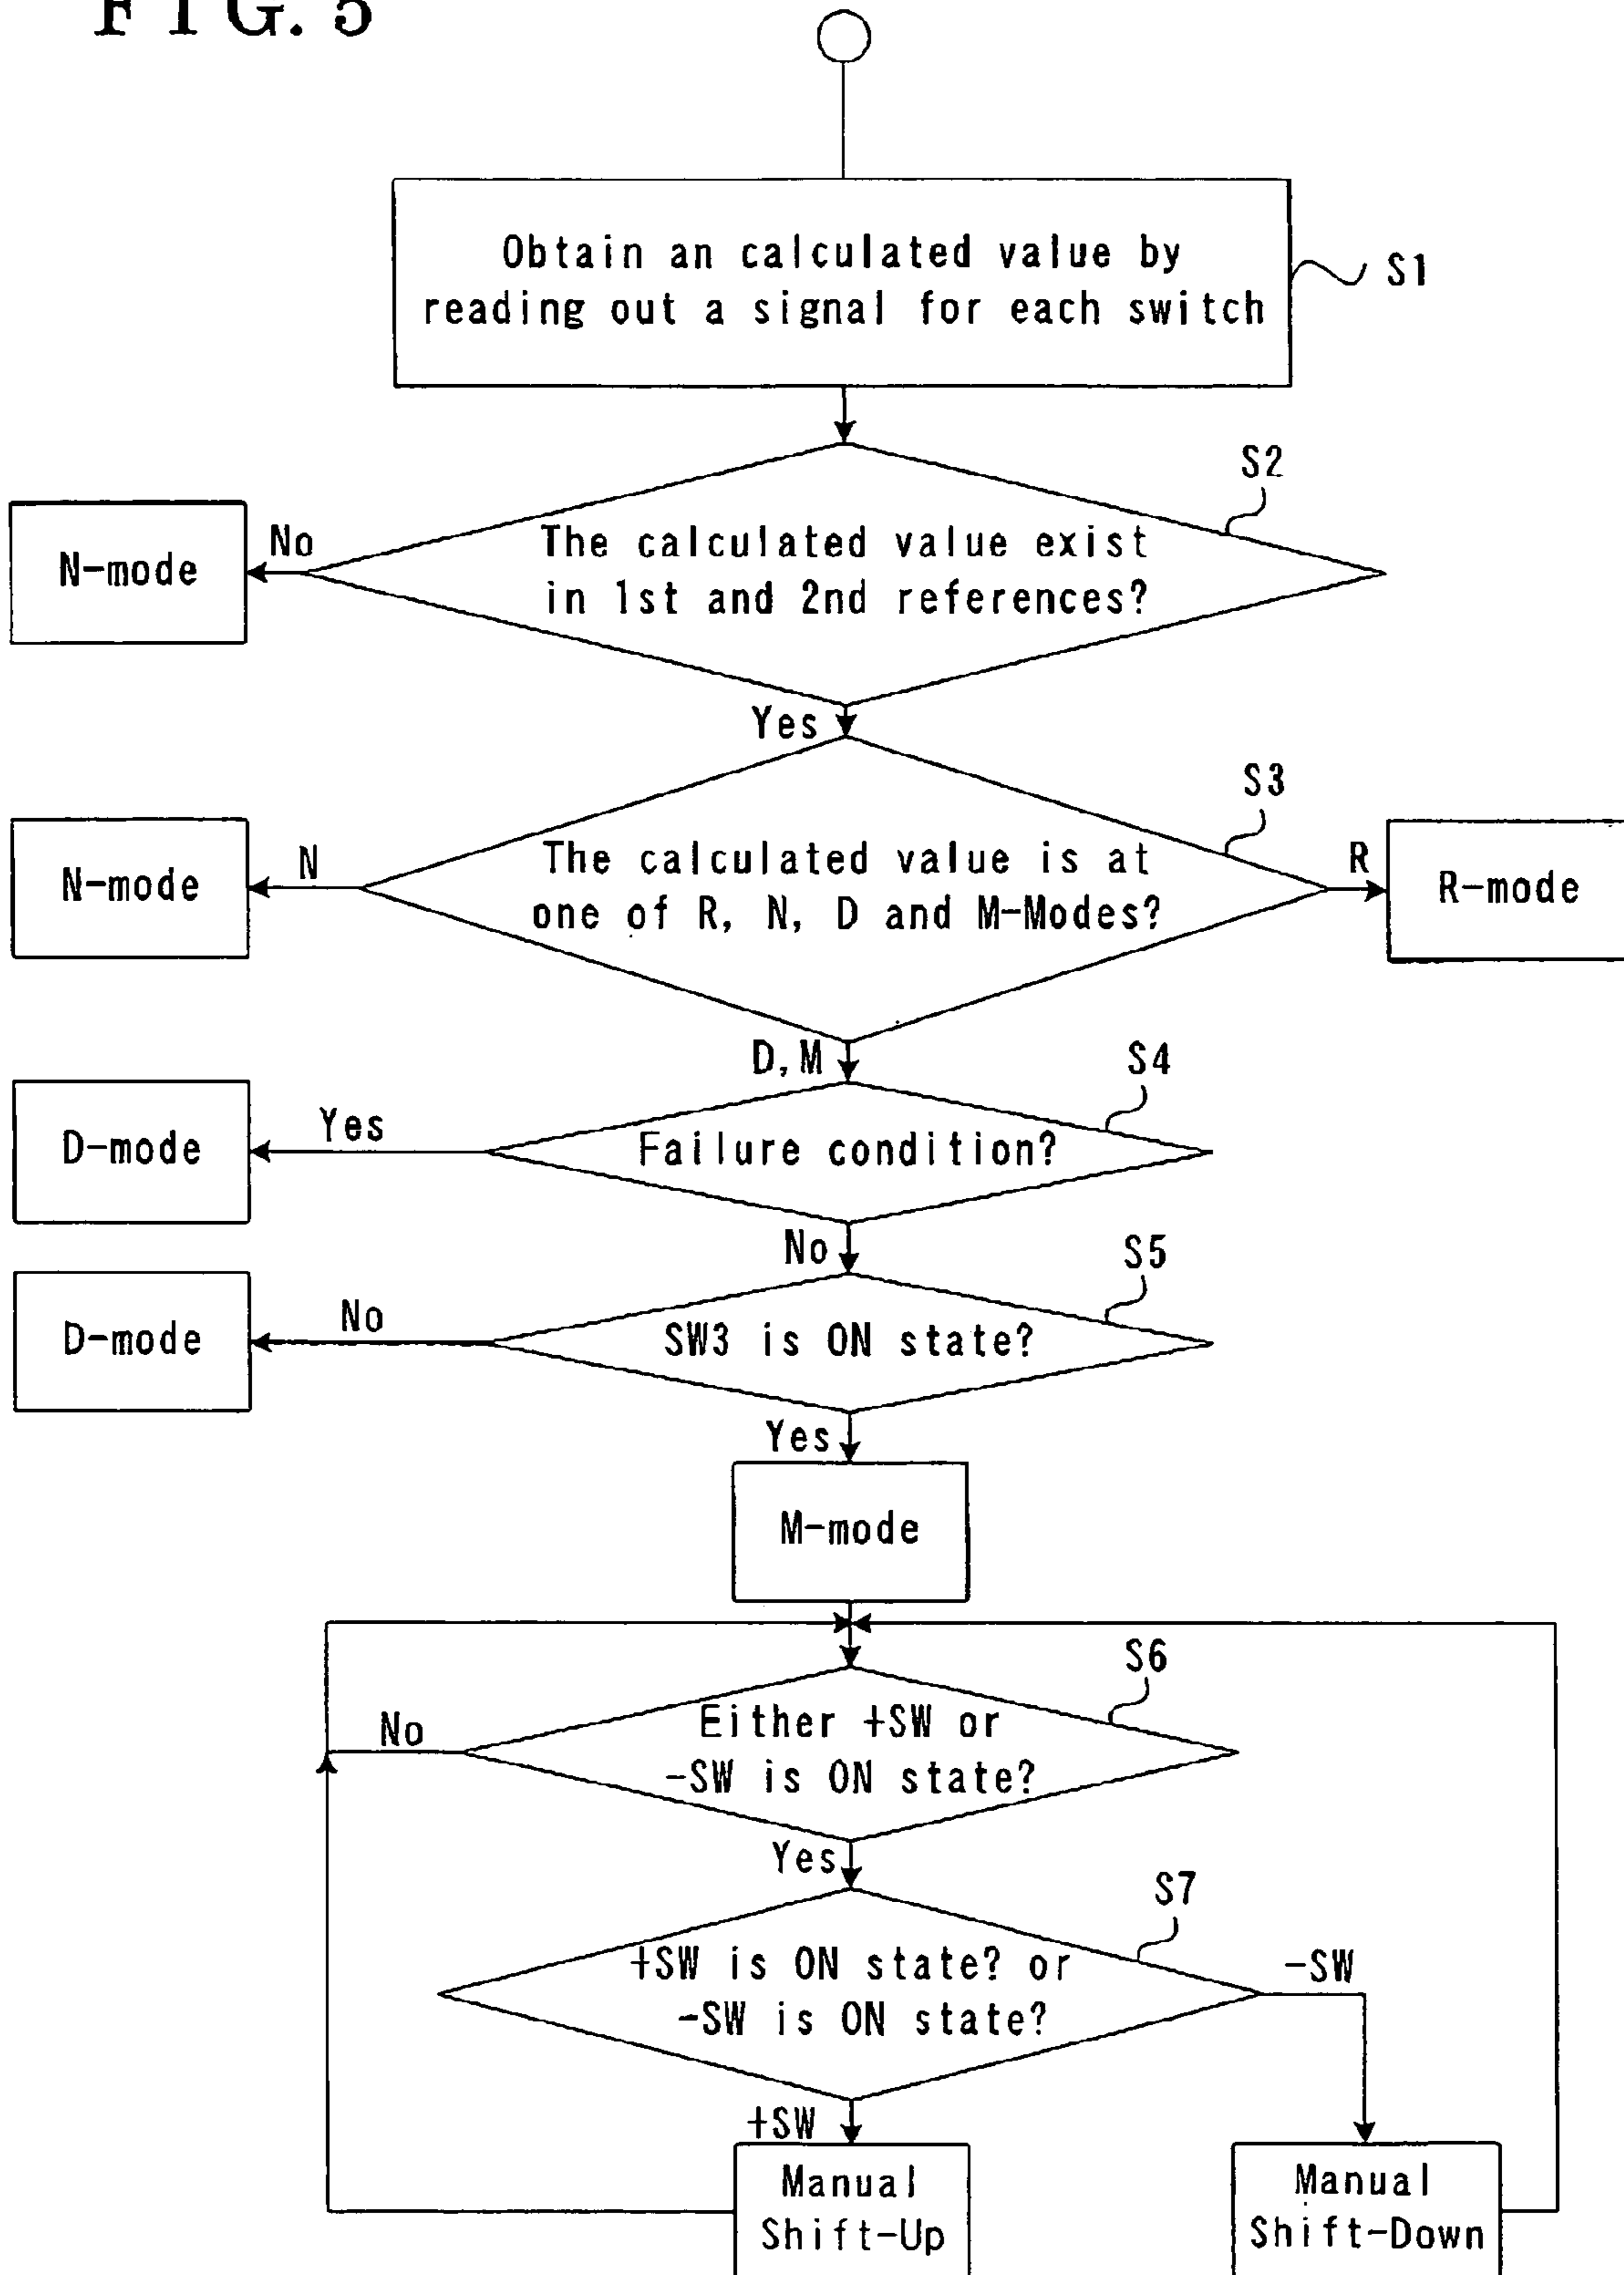 FIG. 5
Obtain an calculated value by
reading out a signal for each switch
S1
S2
The calculated value exist
in 1st and 2nd references?
No
N-mode
Yes
S3
The calculated value is at
one of R, N, D and M-Modes?
N
N-mode
R
R-mode
D, M
S4
Failure condition?
Yes
D-mode
No
S5
SW3 is ON state?
No
D-mode
Yes
M-mode
S6
Either +SW or
-SW is ON state?
No
Yes
S7
+SW is ON state? or
-SW is ON state?
-SW
+SW
Manual
Shift-Up
Manual
Shift-Down